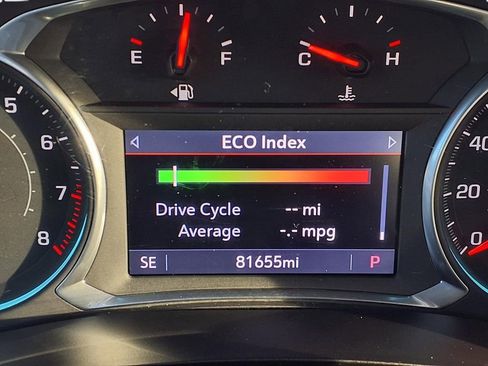 E F C H
5
6
7
8
ECO Index
Drive Cycle -- mi
Average -.- mpg
SE 81655mi P
40
20
0